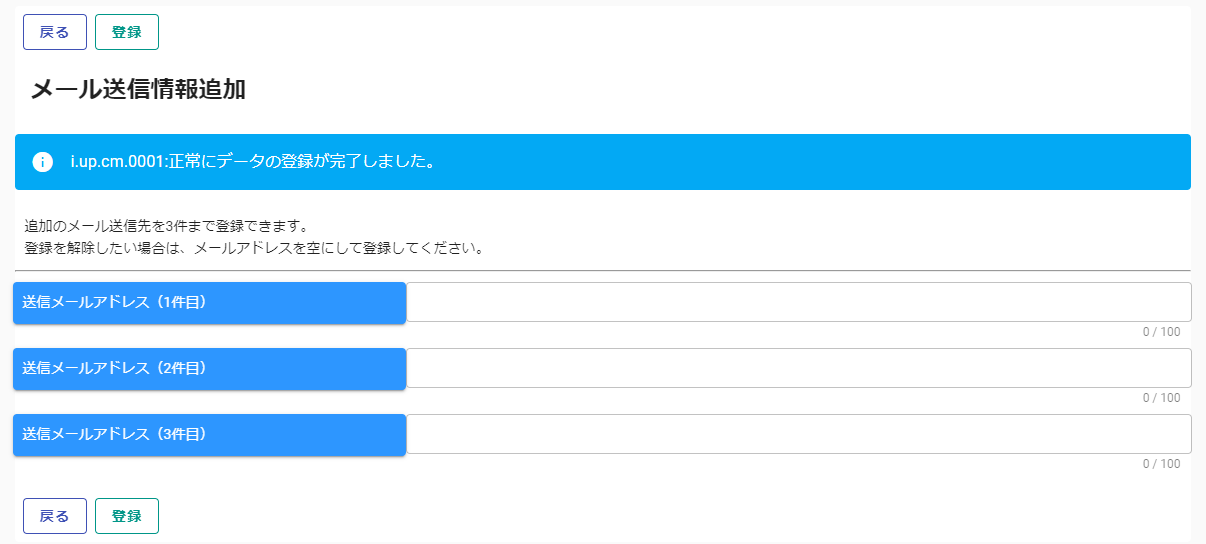 戻る 登録
メール送信情報追加
i.up.cm.0001:正常にデータの登録が完了しました。
追加のメール送信先を3件まで登録できます。
登録を解除したい場合は、メールアドレスを空にして登録してください。
送信メールアドレス（1件目）
0 / 100
送信メールアドレス（2件目）
0 / 100
送信メールアドレス（3件目）
0 / 100
戻る 登録